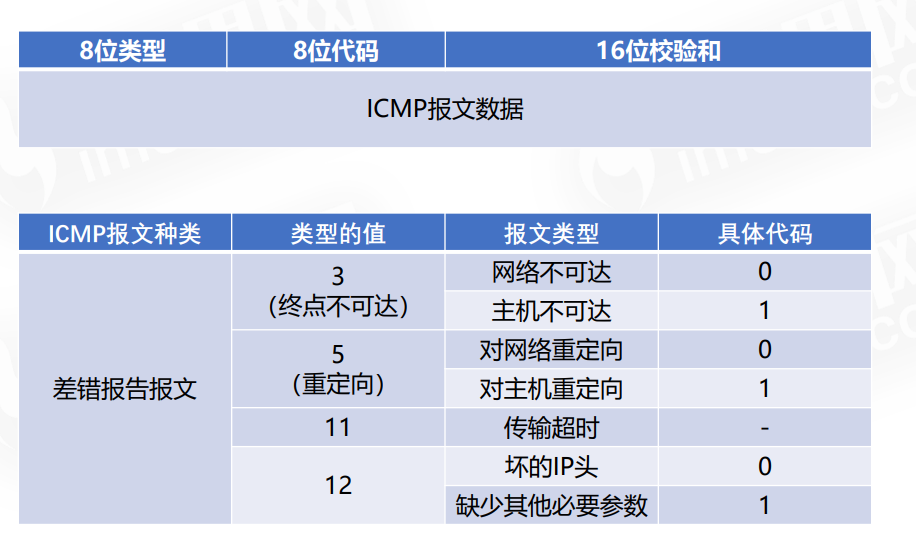 8位类型 8位代码 16位校验和
ICMP报文数据
ICMP报文种类 类型的值 报文类型 具体代码
差错报告报文
3
（终点不可达）
网络不可达 0
主机不可达 1
5
（重定向）
对网络重定向 0
对主机重定向 1
11 传输超时 -
12
坏的IP头 0
缺少其他必要参数 1